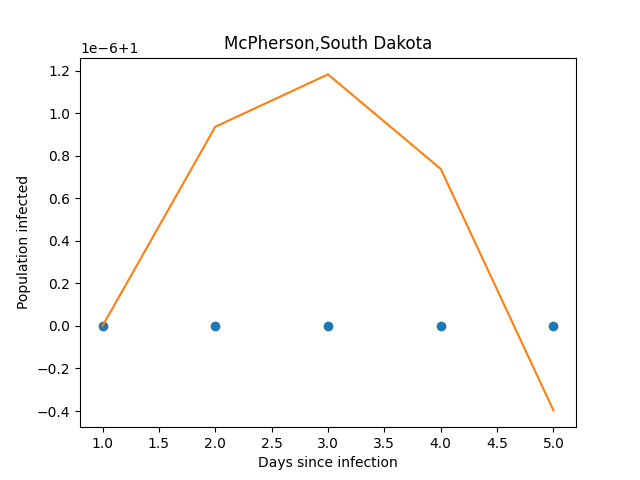 McPherson,South Dakota
1e−6+1
1.2
1.0
0.8
0.6
0.4
0.2
0.0
−0.2
−0.4
Population infected
1.0 1.5 2.0 2.5 3.0 3.5 4.0 4.5 5.0
Days since infection